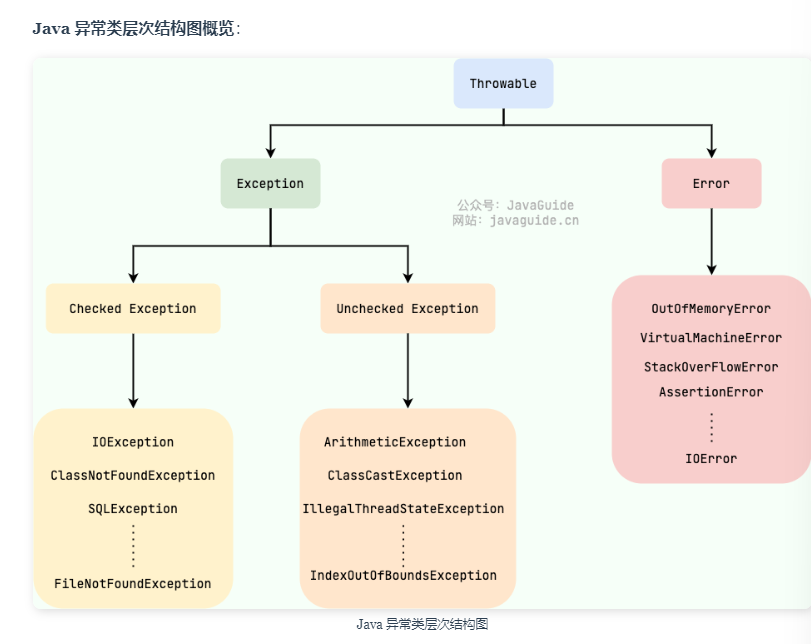 Java 异常类层次结构图概览：
Throwable
Exception
Error
公众号：JavaGuide
网站：javaguide.cn
Checked Exception
Unchecked Exception
OutOfMemoryError
VirtualMachineError
StackOverFlowError
AssertionError
IOError
IOException
ClassNotFoundException
SQLException
FileNotFoundException
ArithmeticException
ClassCastException
IllegalThreadStateException
IndexOutOfBoundsException
Java 异常类层次结构图